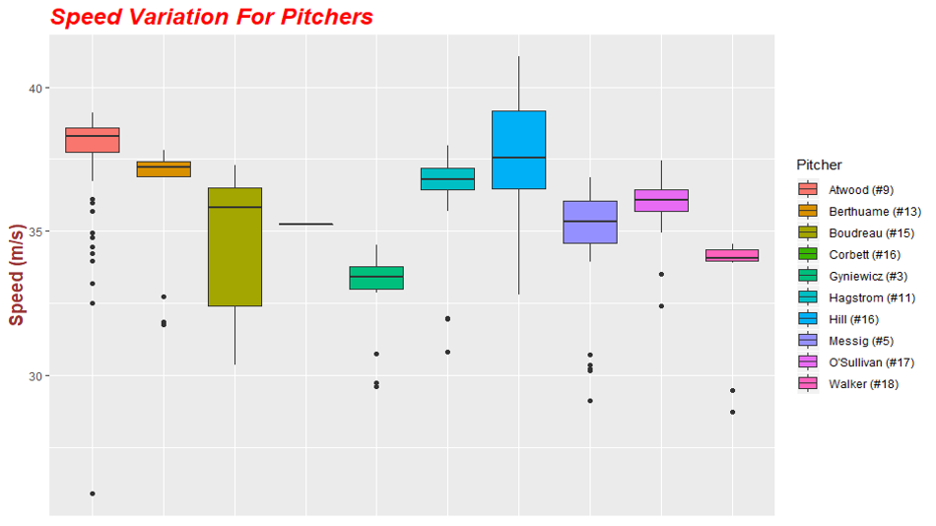 Speed Variation For Pitchers
Speed (m/s)
40
35
30
Pitcher
Atwood (#9)
Berthuame (#13)
Boudreau (#15)
Corbett (#16)
Gyniewicz (#3)
Hagstrom (#11)
Hill (#16)
Messig (#5)
O'Sullivan (#17)
Walker (#18)